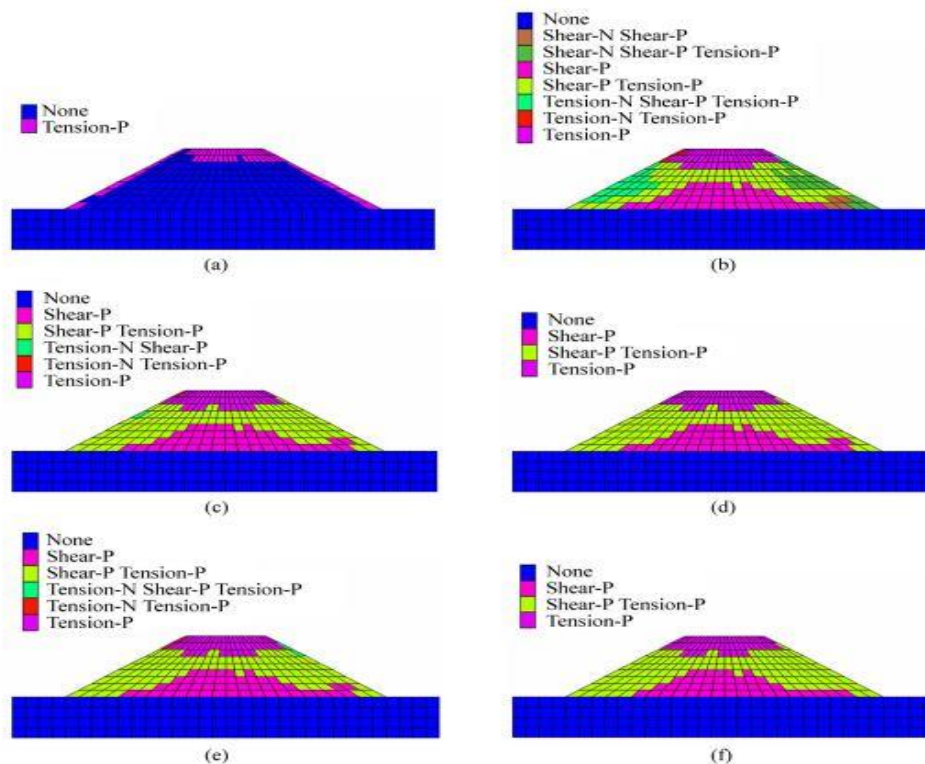 None
Tension-P
(a)
None
Shear-N Shear-P
Shear-N Shear-P Tension-P
Shear-P
Shear-P Tension-P
Tension-N Shear-P Tension-P
Tension-N Tension-P
Tension-P
(b)
None
Shear-P
Shear-P Tension-P
Tension-N Shear-P
Tension-N Tension-P
Tension-P
(c)
None
Shear-P
Shear-P Tension-P
Tension-P
(d)
None
Shear-P
Shear-P Tension-P
Tension-N Shear-P Tension-P
Tension-N Tension-P
Tension-P
(e)
None
Shear-P
Shear-P Tension-P
Tension-P
(f)